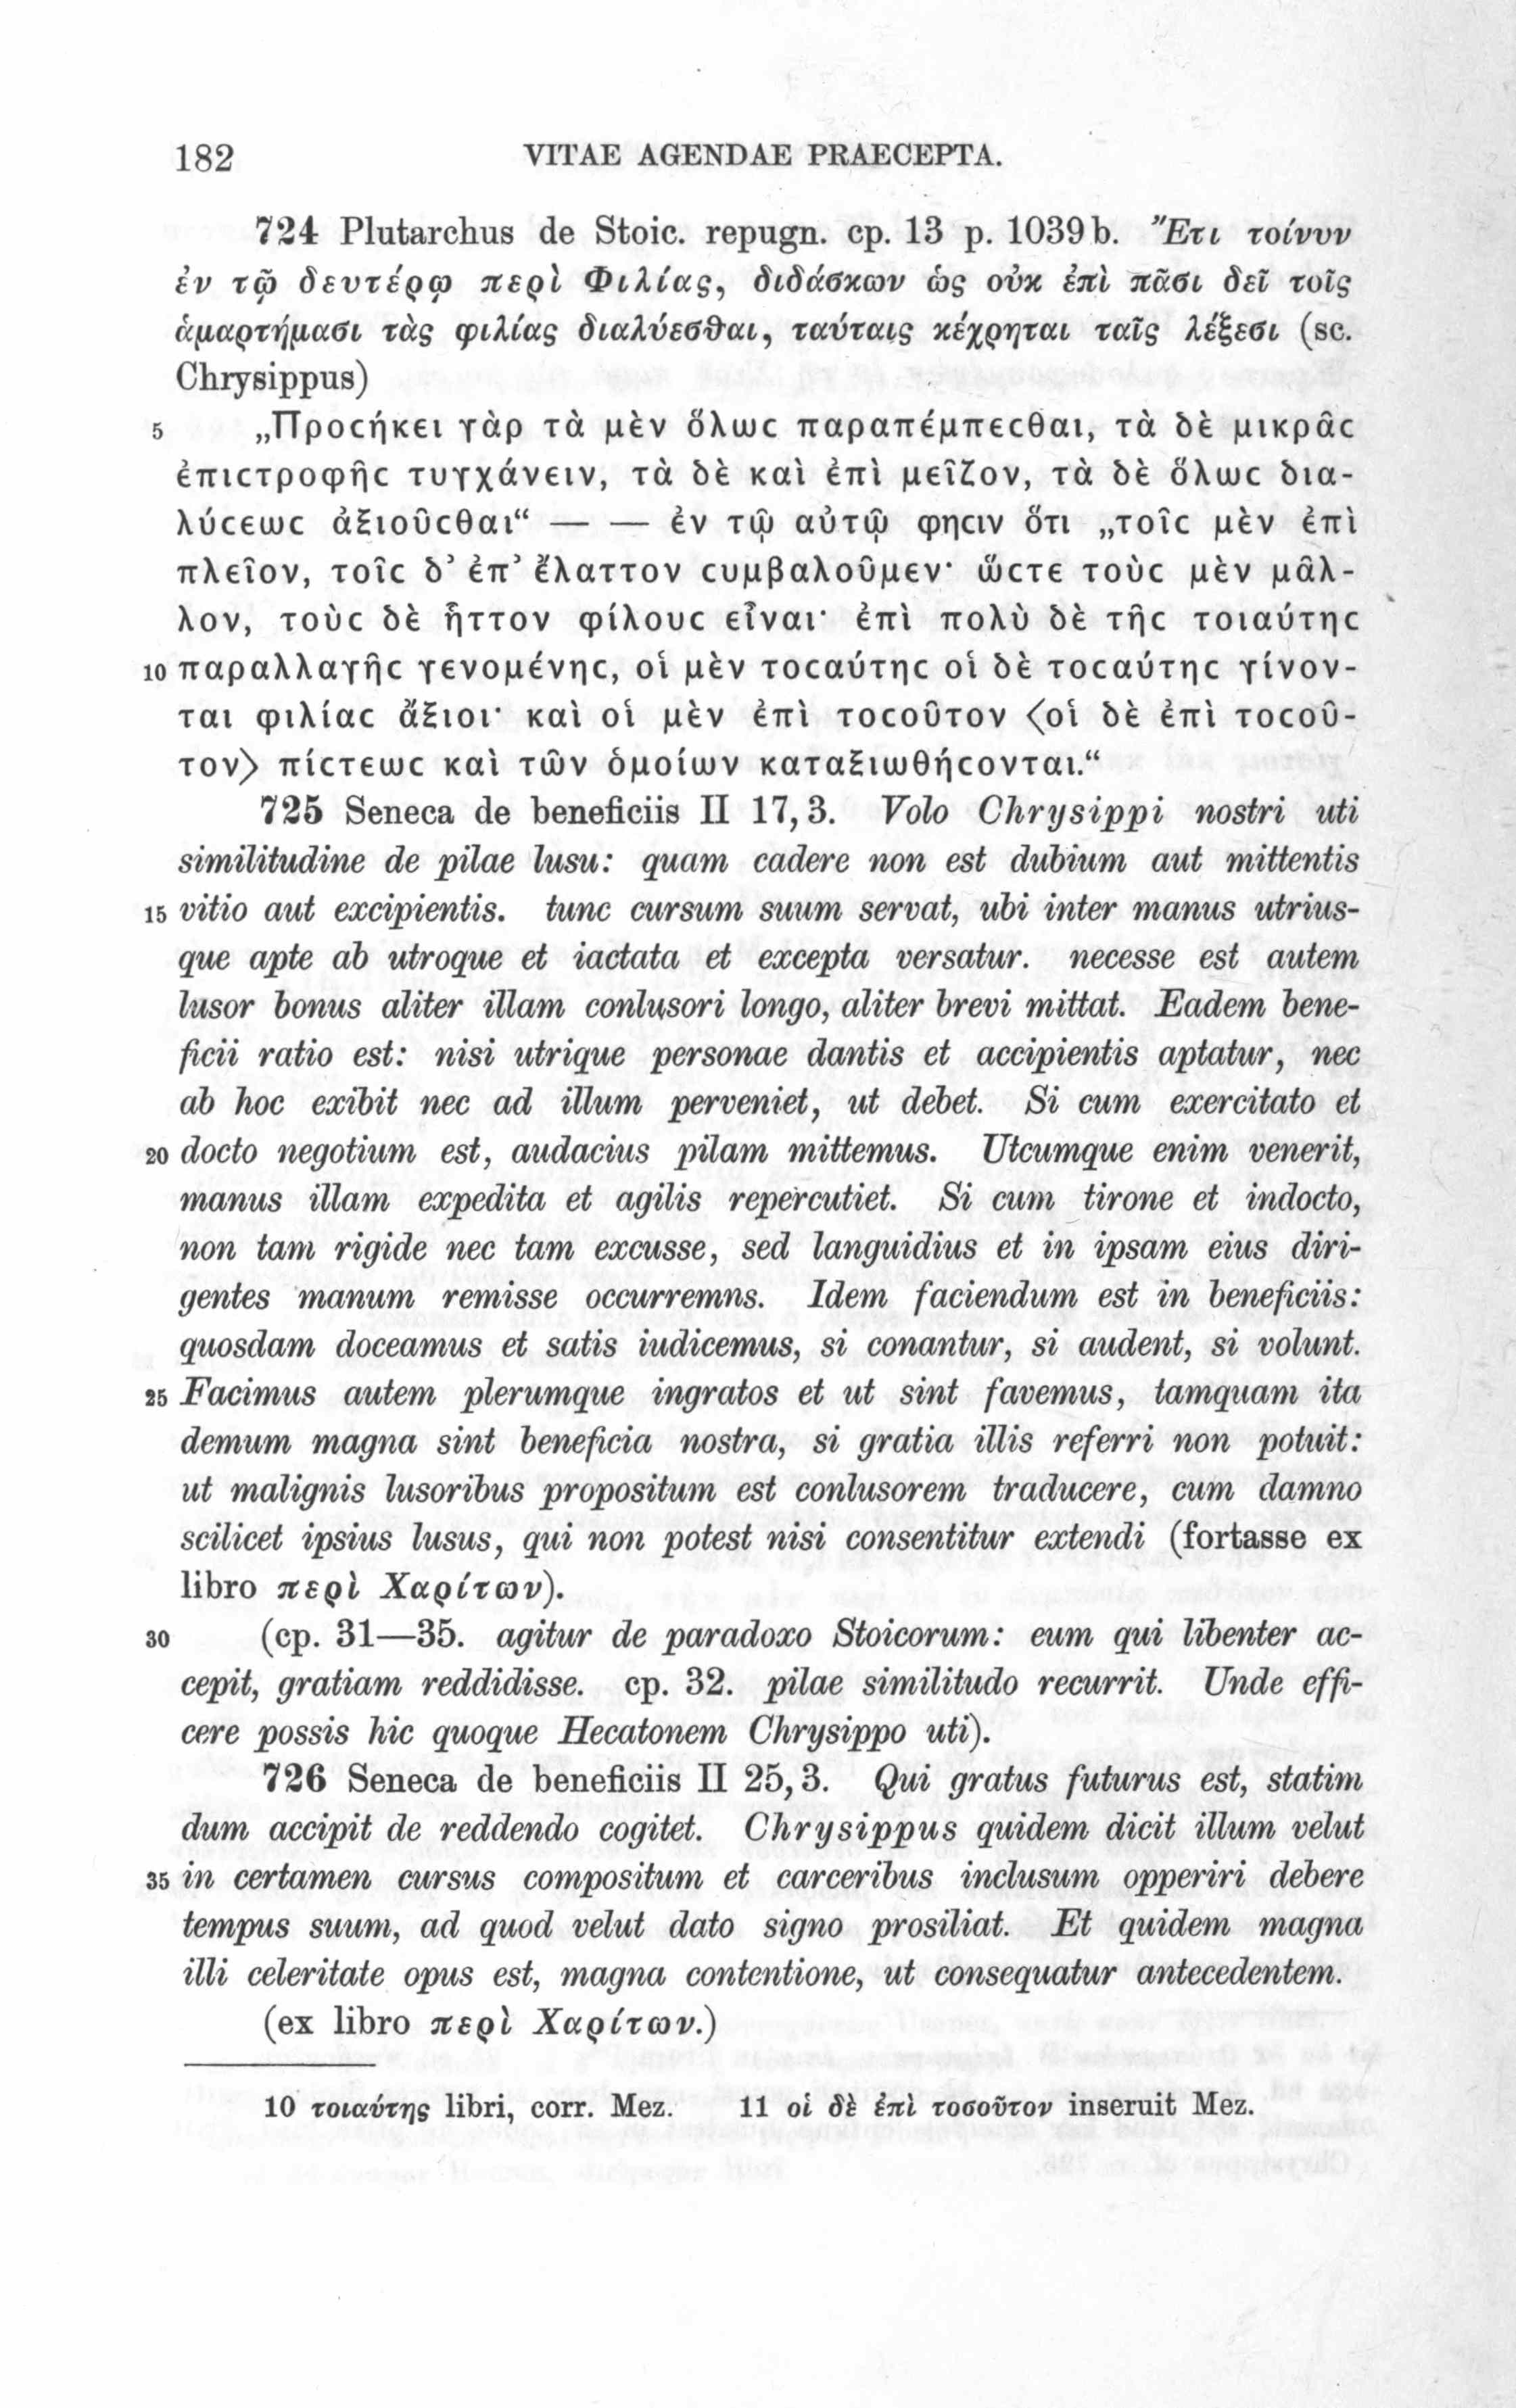 182 VITAE AGENDAE PRAECEPTA.
724 Plutarchus de Stoic. repugn. cp. 13 p. 1039 b. Ἔτι τοίνυν
ἐν τῷ δευτέρῳ περὶ Φιλίας, διδάσκων ὡς οὐκ ἐπὶ πᾶσι δεῖ τοῖς
ἁμαρτήμασι τὰς φιλίας διαλύεσθαι, ταύταις κέχρηται ταῖς λέξεσι (sc.
Chrysippus)
5 „Προϲήκει γὰρ τὰ μὲν ὅλωϲ παραπέμπεϲθαι, τὰ δὲ μικρᾶϲ
ἐπιϲτροφῆϲ τυγχάνειν, τὰ δὲ καὶ ἐπὶ μεῖζον, τὰ δὲ ὅλωϲ δια-
λύϲεωϲ ἀξιοῦϲθαι“ — — ἐν τῷ αὐτῷ φηϲιν ὅτι „τοῖϲ μὲν ἐπὶ
πλεῖον, τοῖϲ δ’ ἐπ’ ἔλαττον ϲυμβαλοῦμεν· ὥϲτε τοὺϲ μὲν μᾶλ-
λον, τοὺϲ δὲ ἧττον φίλουϲ εἶναι· ἐπὶ πολὺ δὲ τῆϲ τοιαύτηϲ
10 παραλλαγῆϲ γενομένηϲ, οἱ μὲν τοϲαύτηϲ οἱ δὲ τοϲαύτηϲ γίνον-
ται φιλίαϲ ἄξιοι· καὶ οἱ μὲν ἐπὶ τοϲοῦτον 〈οἱ δὲ ἐπὶ τοϲοῦ-
τον〉 πίϲτεωϲ καὶ τῶν ὁμοίων καταξιωθήϲονται.“
725 Seneca de beneficiis II 17, 3. Volo Chrysippi nostri uti
similitudine de pilae lusu: quam cadere non est dubium aut mittentis
15 vitio aut excipientis. tunc cursum suum servat, ubi inter manus utrius-
que apte ab utroque et iactata et excepta versatur. necesse est autem
lusor bonus aliter illam conlusori longo, aliter brevi mittat. Eadem bene-
ficii ratio est: nisi utrique personae dantis et accipientis aptatur, nec
ab hoc exibit nec ad illum perveniet, ut debet. Si cum exercitato et
20 docto negotium est, audacius pilam mittemus. Utcumque enim venerit,
manus illam expedita et agilis repercutiet. Si cum tirone et indocto,
non tam rigide nec tam excusse, sed languidius et in ipsam eius diri-
gentes manum remisse occurremns. Idem faciendum est in beneficiis:
quosdam doceamus et satis iudicemus, si conantur, si audent, si volunt.
25 Facimus autem plerumque ingratos et ut sint favemus, tamquam ita
demum magna sint beneficia nostra, si gratia illis referri non potuit:
ut malignis lusoribus propositum est conlusorem traducere, cum damno
scilicet ipsius lusus, qui non potest nisi consentitur extendi (fortasse ex
libro περὶ Χαρίτων).
30 (cp. 31—35. agitur de paradoxo Stoicorum: eum qui libenter ac-
cepit, gratiam reddidisse. cp. 32. pilae similitudo recurrit. Unde effi-
cere possis hic quoque Hecatonem Chrysippo uti).
726 Seneca de beneficiis II 25, 3. Qui gratus futurus est, statim
dum accipit de reddendo cogitet. Chrysippus quidem dicit illum velut
35 in certamen cursus compositum et carceribus inclusum opperiri debere
tempus suum, ad quod velut dato signo prosiliat. Et quidem magna
illi celeritate opus est, magna contentione, ut consequatur antecedentem.
(ex libro περὶ Χαρίτων.)
10 τοιαύτης libri, corr. Mez. 11 οἱ δὲ ἐπὶ τοσοῦτον inseruit Mez.